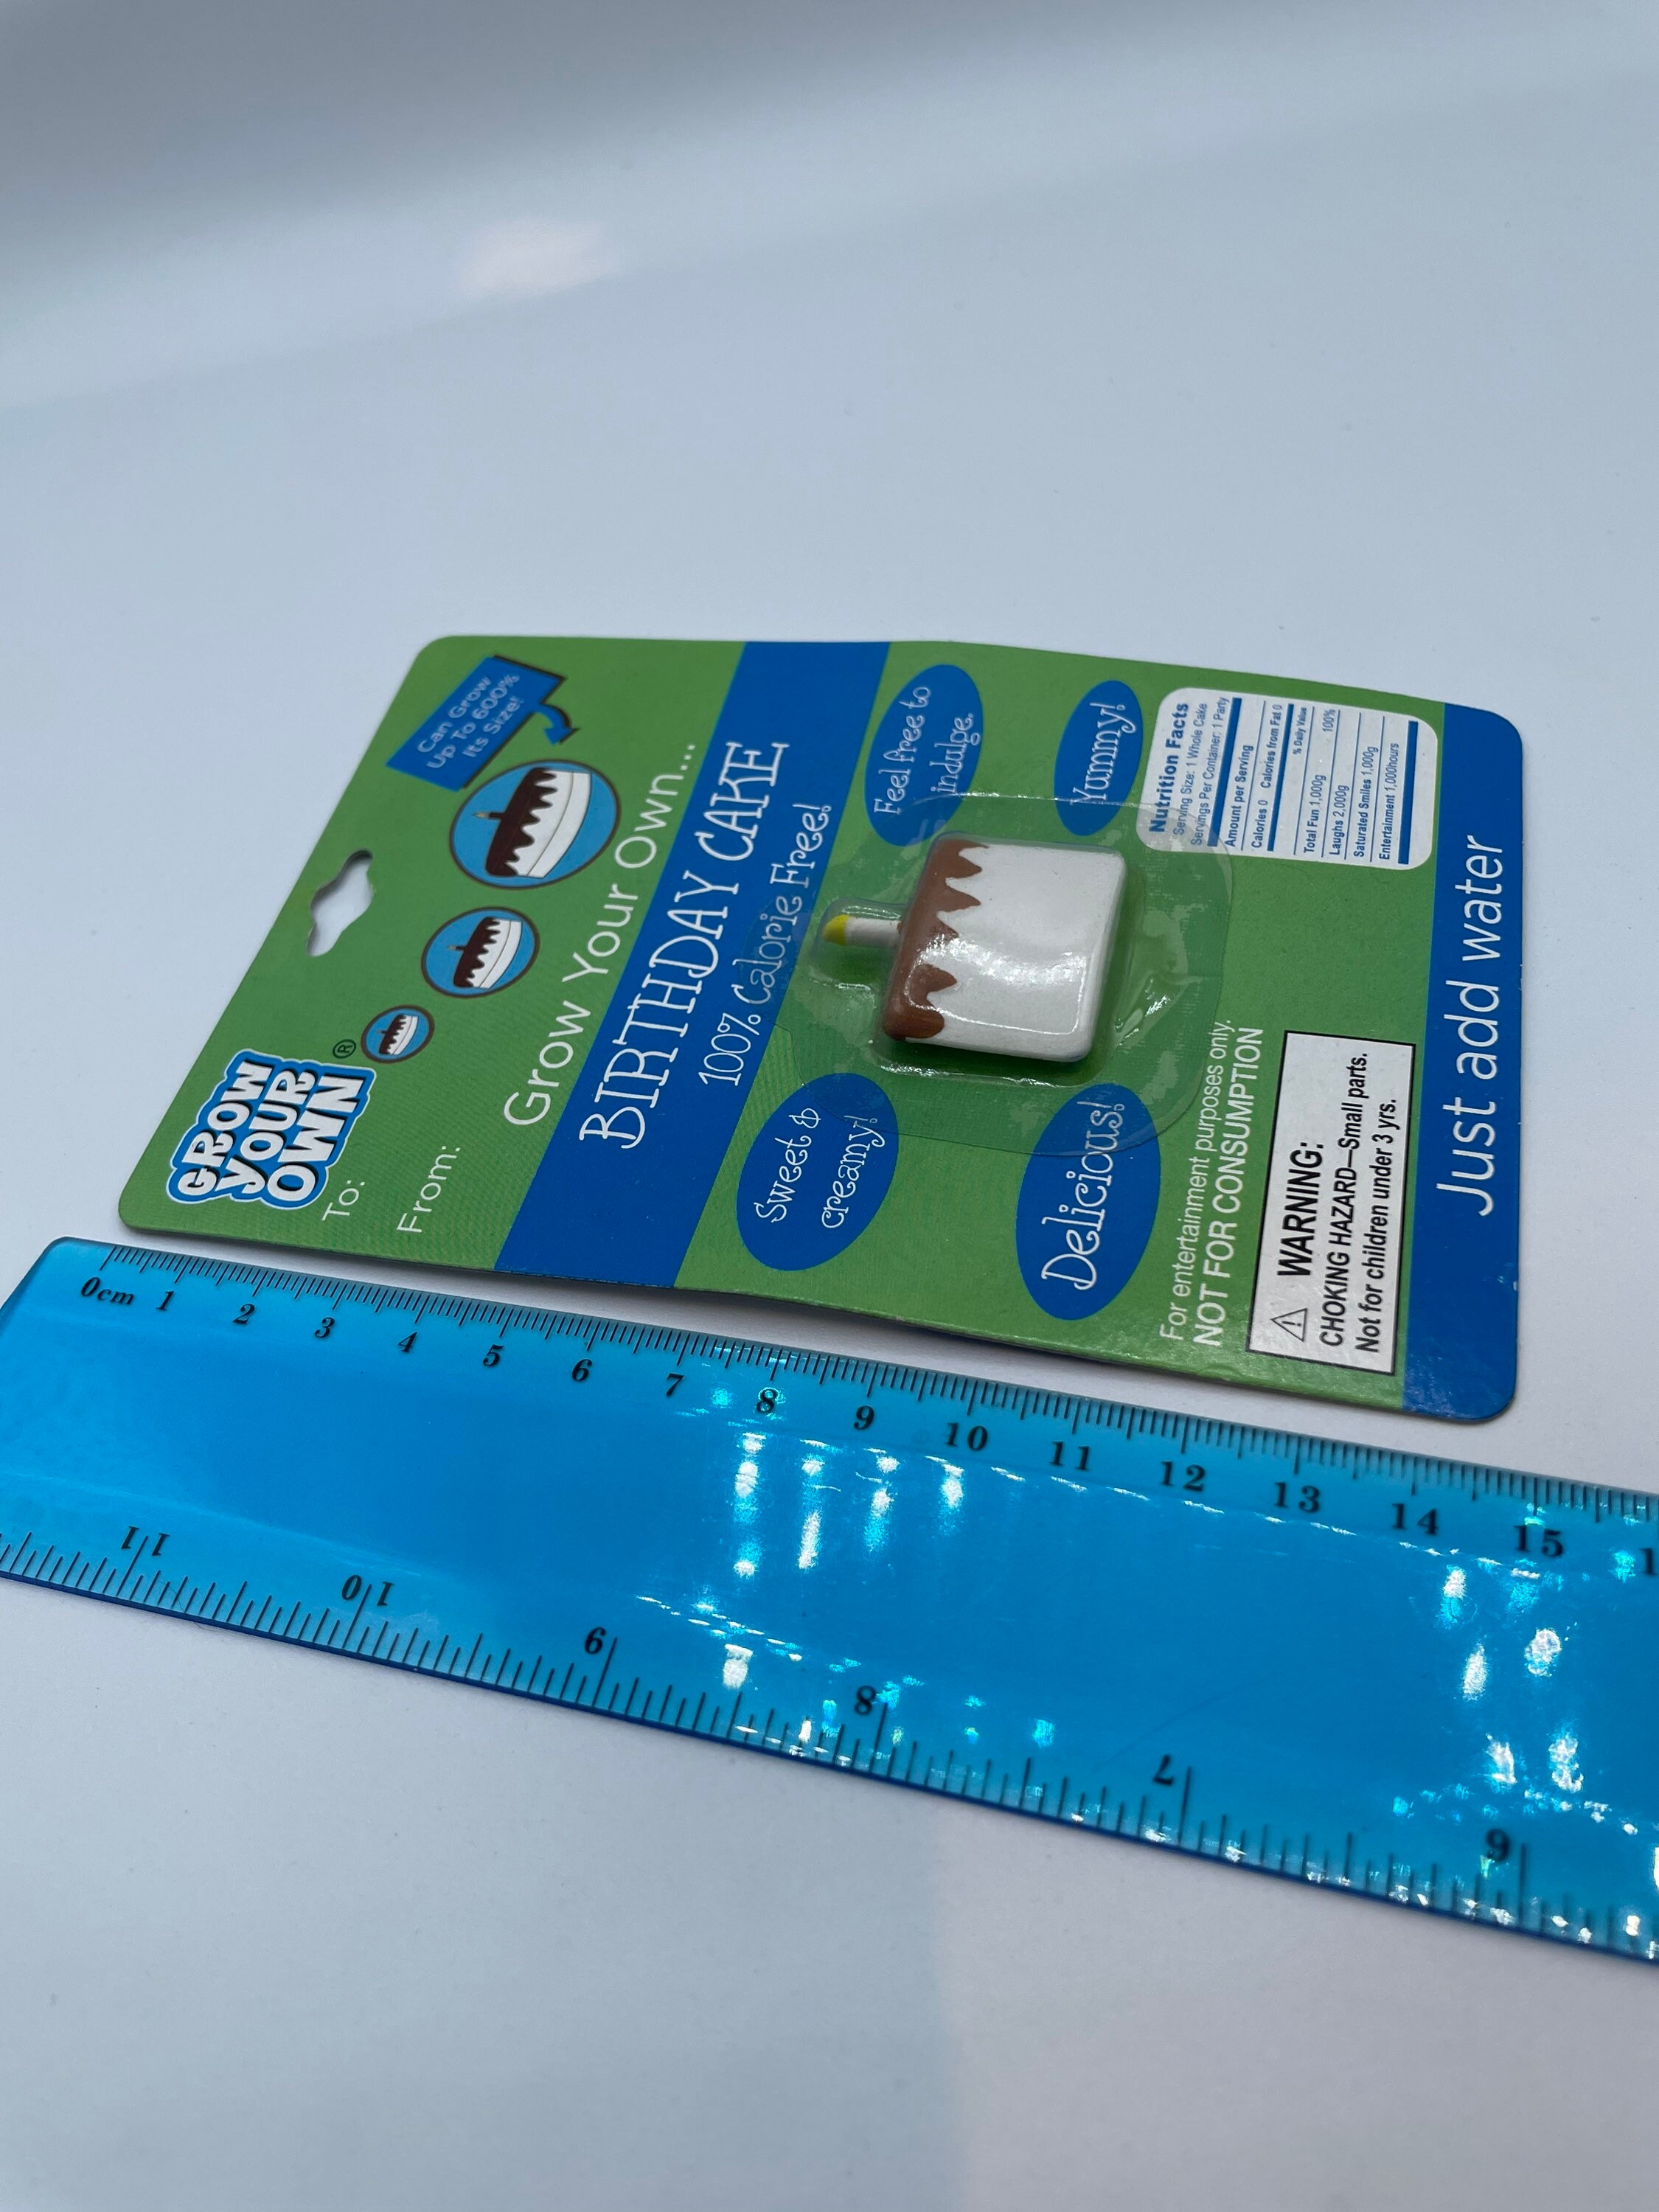 GROW
YOUR
OWN®
Can Grow
Up To 600%
Its Size!
To:
From:
Grow Your Own...
BIRTHDAY CAKE
100% Calorie Free!
Sweet &
creamy!
Feel free to
indulge.
Delicious!
Yummy!
For entertainment purposes only.
NOT FOR CONSUMPTION
⚠ WARNING:
CHOKING HAZARD—Small parts.
Not for children under 3 yrs.
Nutrition Facts
Serving Size: 1 Whole Cake
Servings Per Container: 1 Party
Amount per Serving
Calories 0 Calories from Fat 0
% Daily Value
Total Fun 1,000g 100%
Laughs 2,000g
Saturated Smiles 1,000g
Entertainment 1,000hours
Just add water
0cm 1 2 3 4 5 6 7 8 9 10 11 12 13 14 15 1
11 10 9 8 7 6